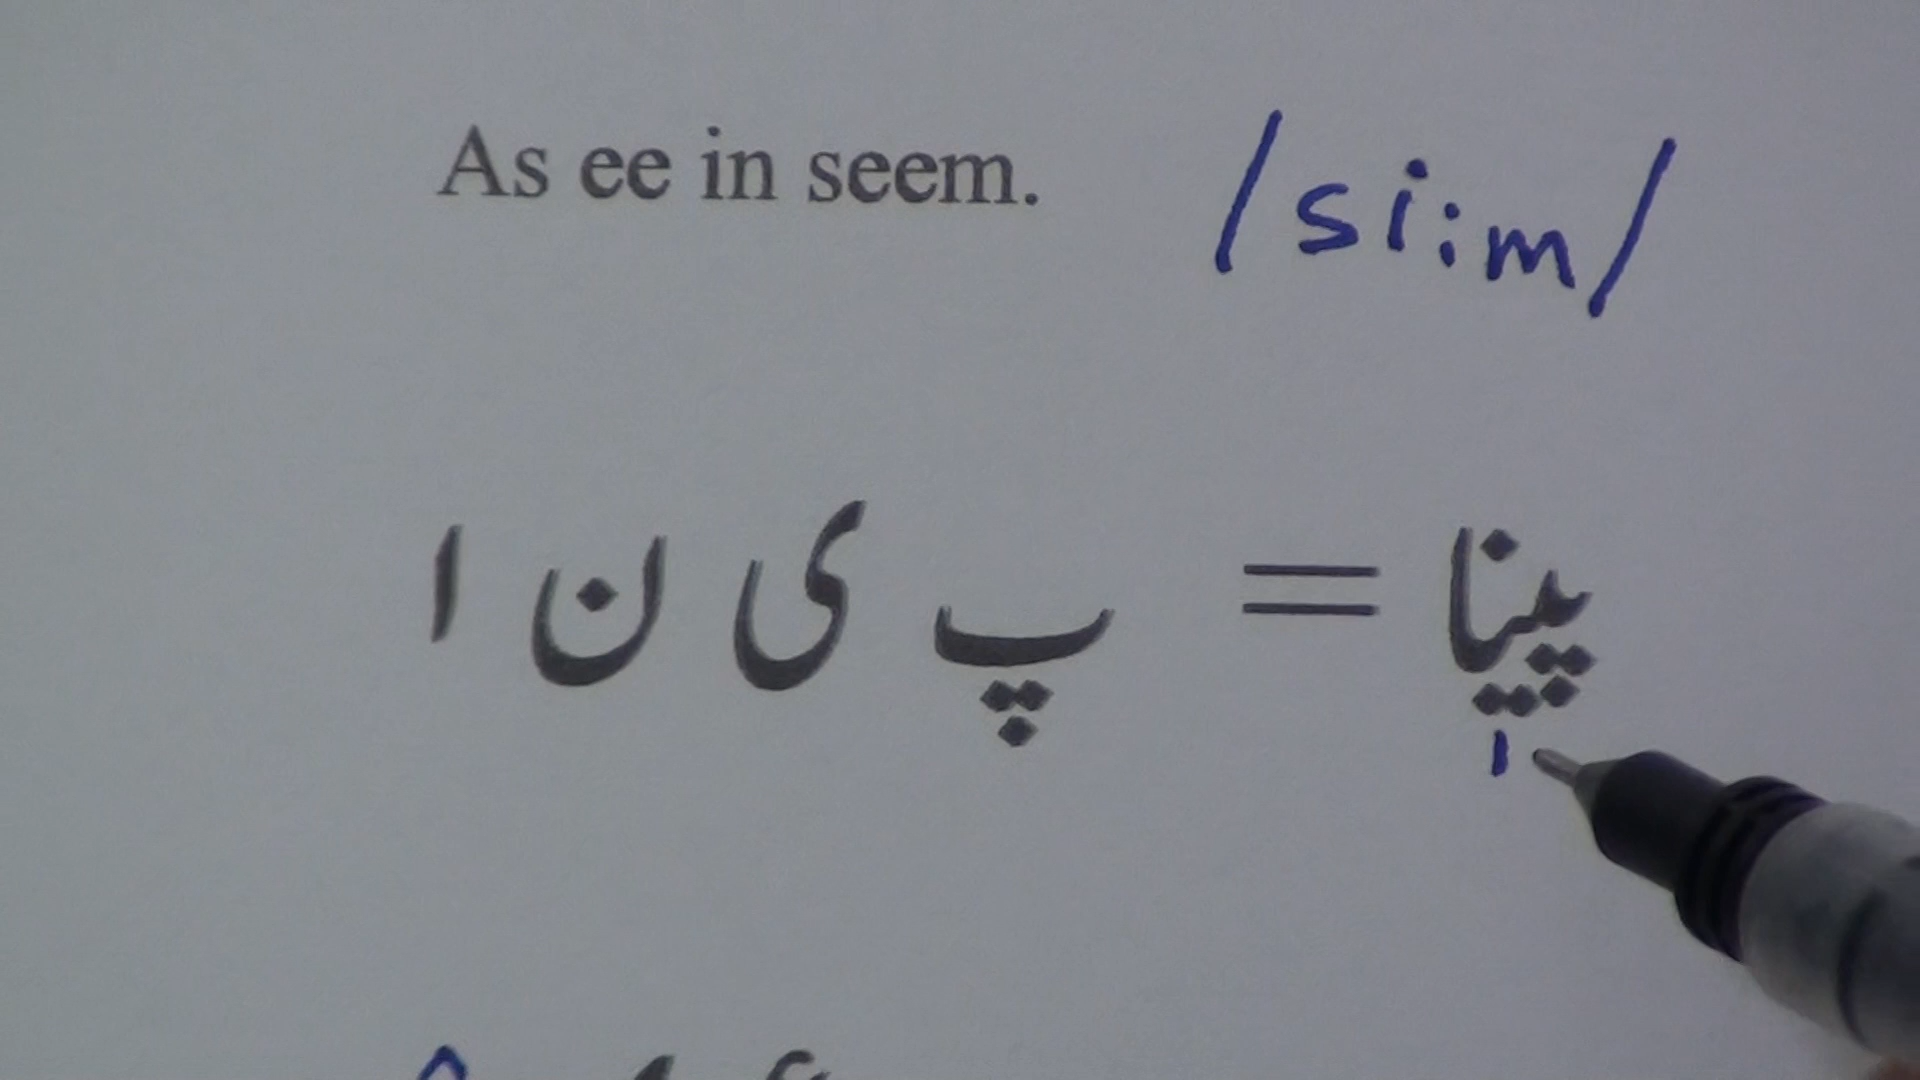 As ee in seem. /si:m/
پینا = پ ی ن ا